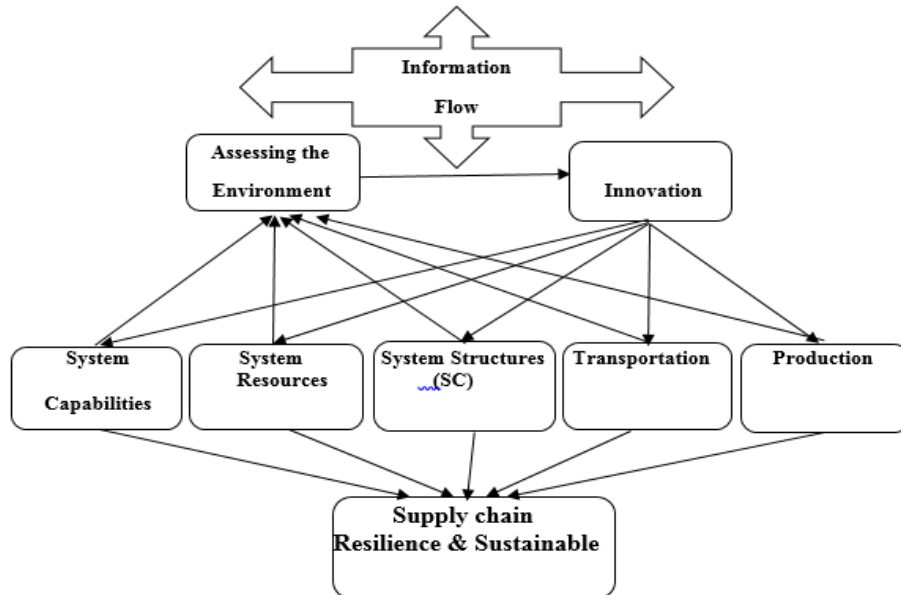 Information
Flow
Assessing the
Environment
Innovation
System
Capabilities
System
Resources
System Structures
(SC)
Transportation
Production
Supply chain
Resilience & Sustainable